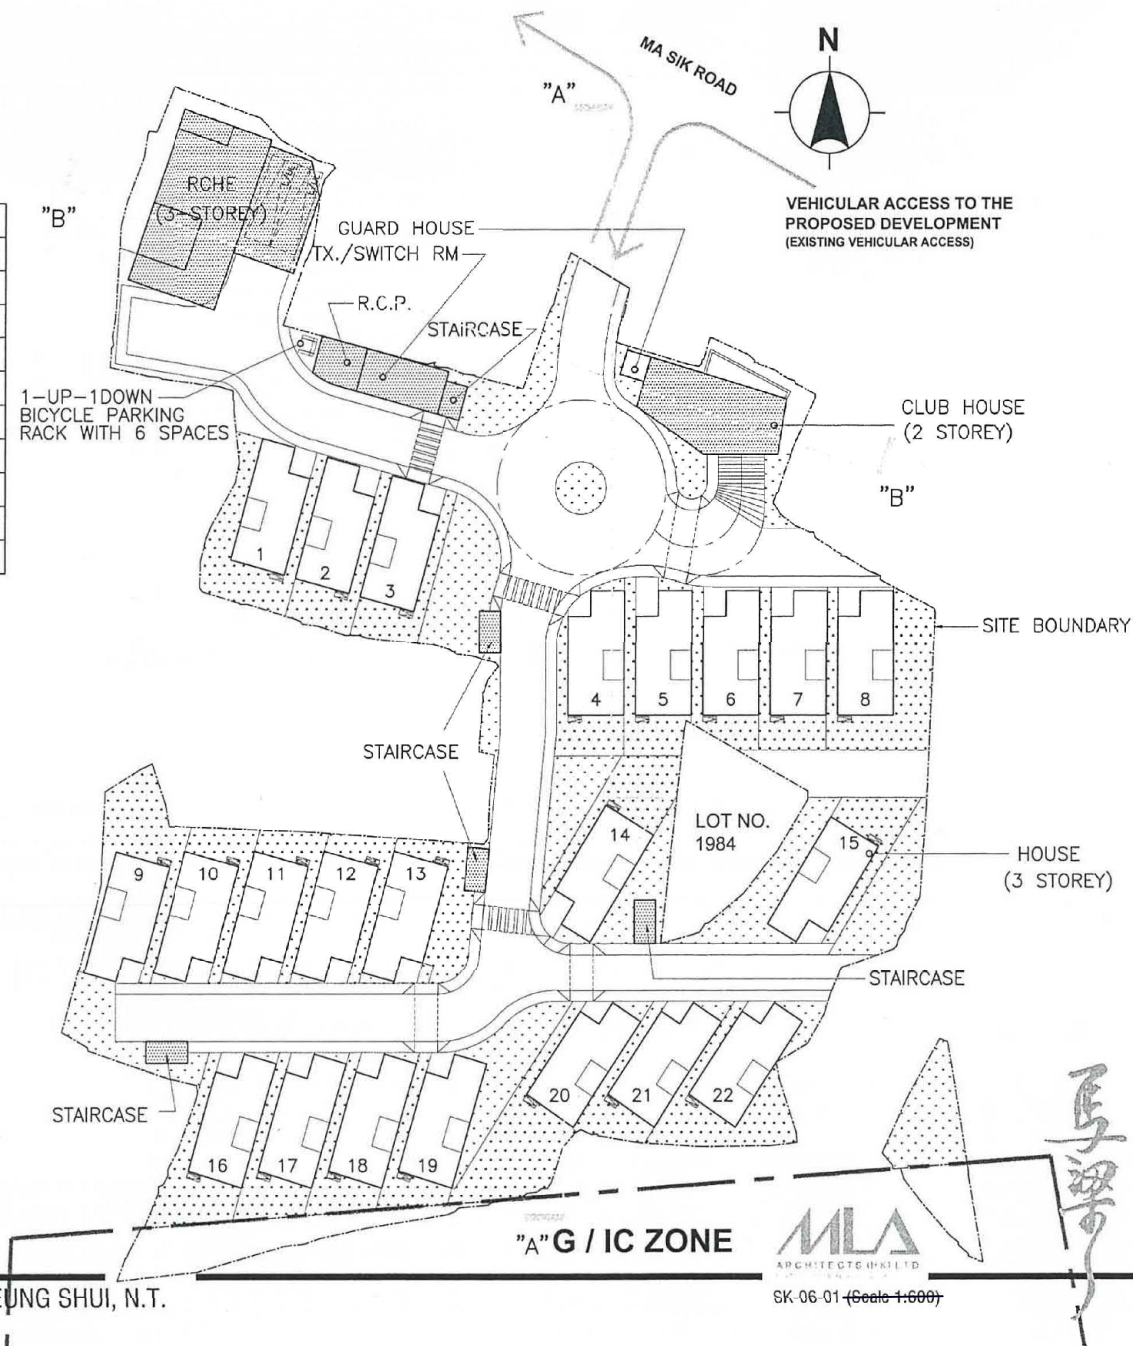 N
MA SIK ROAD
"A"
VEHICULAR ACCESS TO THE
PROPOSED DEVELOPMENT
(EXISTING VEHICULAR ACCESS)
"B"
RCHE
(3-STOREY)
L/UL
GUARD HOUSE
TX./SWITCH RM
R.C.P.
STAIRCASE
1-UP-1DOWN
BICYCLE PARKING
RACK WITH 6 SPACES
CLUB HOUSE
(2 STOREY)
"B"
1
2
3
SITE BOUNDARY
4
5
6
7
8
STAIRCASE
LOT NO.
1984
14
15
HOUSE
(3 STOREY)
9
10
11
12
13
STAIRCASE
STAIRCASE
20
21
22
16
17
18
19
"A" G / IC ZONE
MLA
ARCHITECTS (HK) LTD
SK-06-01 (Scale 1:600)
EUNG SHUI, N.T.